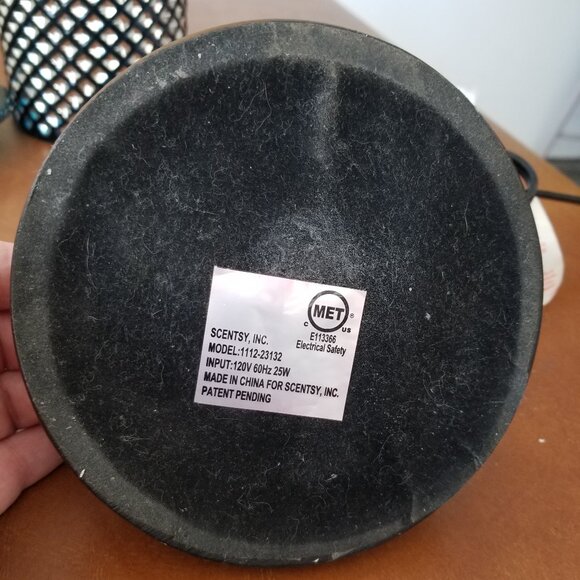 MET
®
C US
E113366
Electrical Safety
SCENTSY, INC.
MODEL:1112-23132
INPUT:120V 60Hz 25W
MADE IN CHINA FOR SCENTSY, INC.
PATENT PENDING